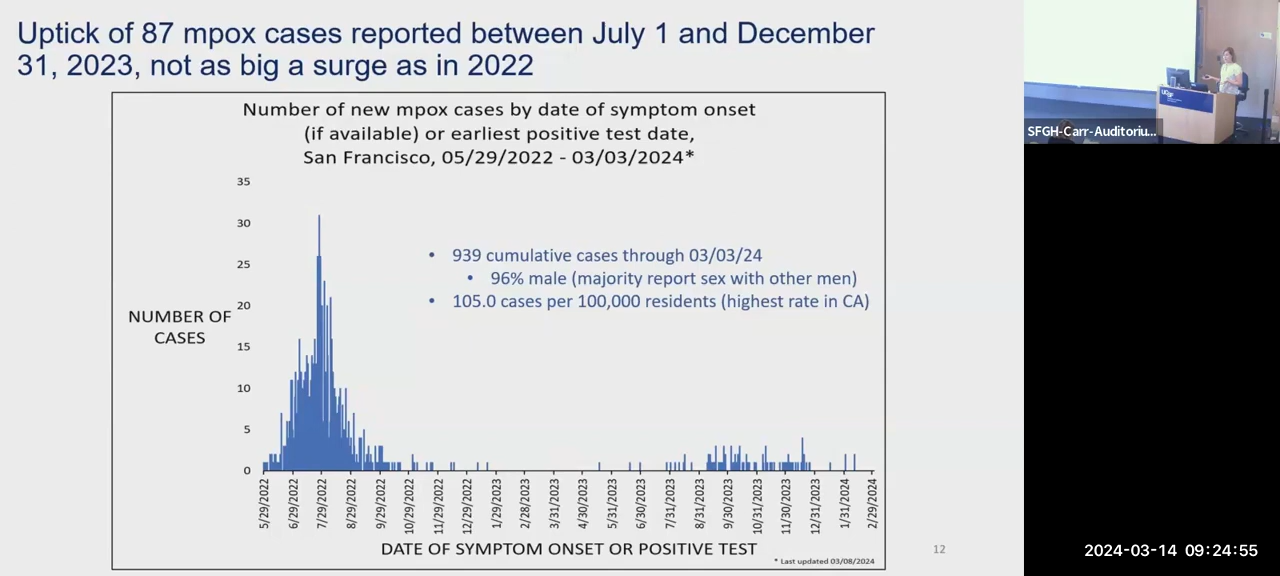 Uptick of 87 mpox cases reported between July 1 and December
31, 2023, not as big a surge as in 2022
Number of new mpox cases by date of symptom onset
(if available) or earliest positive test date,
San Francisco, 05/29/2022 - 03/03/2024*
35
30
25
20
15
10
5
0
NUMBER OF
CASES
• 939 cumulative cases through 03/03/24
• 96% male (majority report sex with other men)
• 105.0 cases per 100,000 residents (highest rate in CA)
5/29/2022
6/29/2022
7/29/2022
8/29/2022
9/29/2022
10/29/2022
11/29/2022
12/29/2022
1/29/2023
2/28/2023
3/31/2023
4/30/2023
5/31/2023
6/30/2023
7/31/2023
8/31/2023
9/30/2023
10/31/2023
11/30/2023
12/31/2023
1/31/2024
2/29/2024
DATE OF SYMPTOM ONSET OR POSITIVE TEST
* Last updated 03/08/2024
12
UCSF
SFGH-Carr-Auditoriu...
2024-03-14 09:24:55